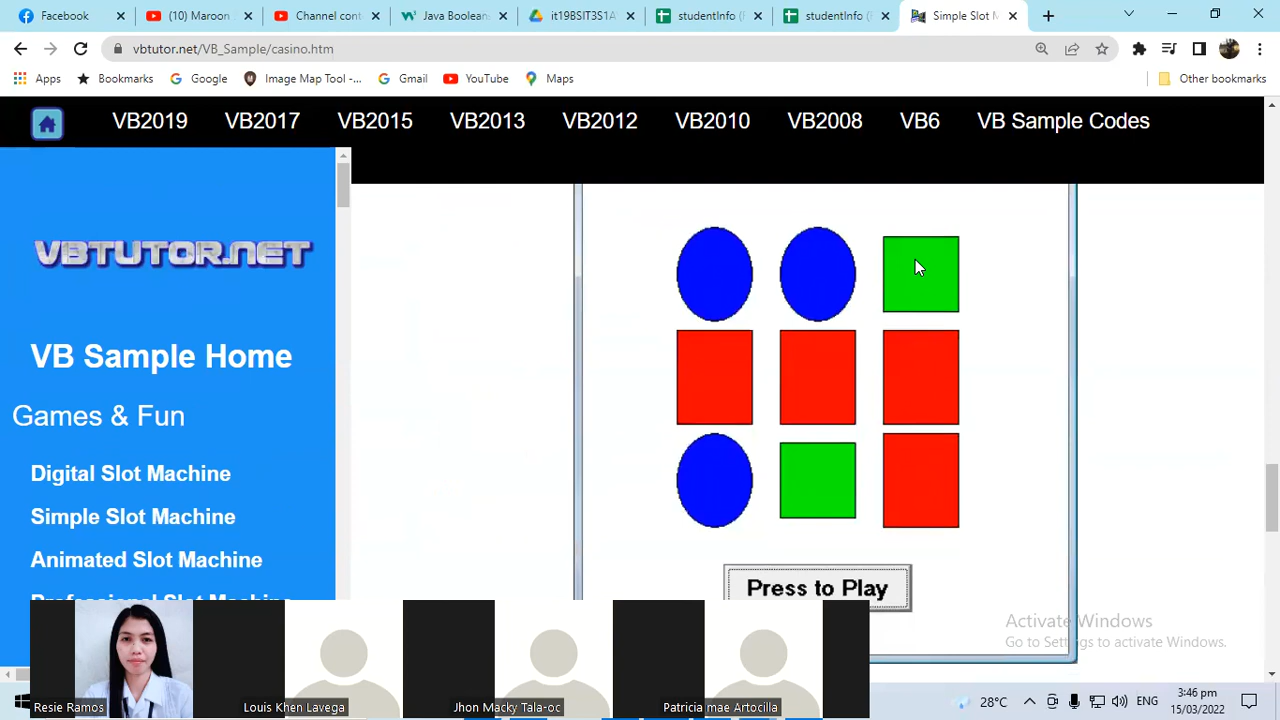 (10) Maroon
Channel cont
Java Booleans
it19BSIT3S1A
studentInfo (
studentInfo (
Simple Slot M
vbtutor.net/VB_Sample/casino.htm
Apps Bookmarks Google Image Map Tool -... Gmail YouTube Maps Other bookmarks
VB2019 VB2017 VB2015 VB2013 VB2012 VB2010 VB2008 VB6 VB Sample Codes
VBTUTOR.NET
VB Sample Home
Games & Fun
Digital Slot Machine
Simple Slot Machine
Animated Slot Machine
Professional Slot Machine
Press to Play
Activate Windows
Go to Settings to activate Windows.
Resie Ramos
Louis Khen Lavega
Jhon Macky Tala-oc
Patricia mae Artocilla
28°C
ENG
3:46 pm
15/03/2022